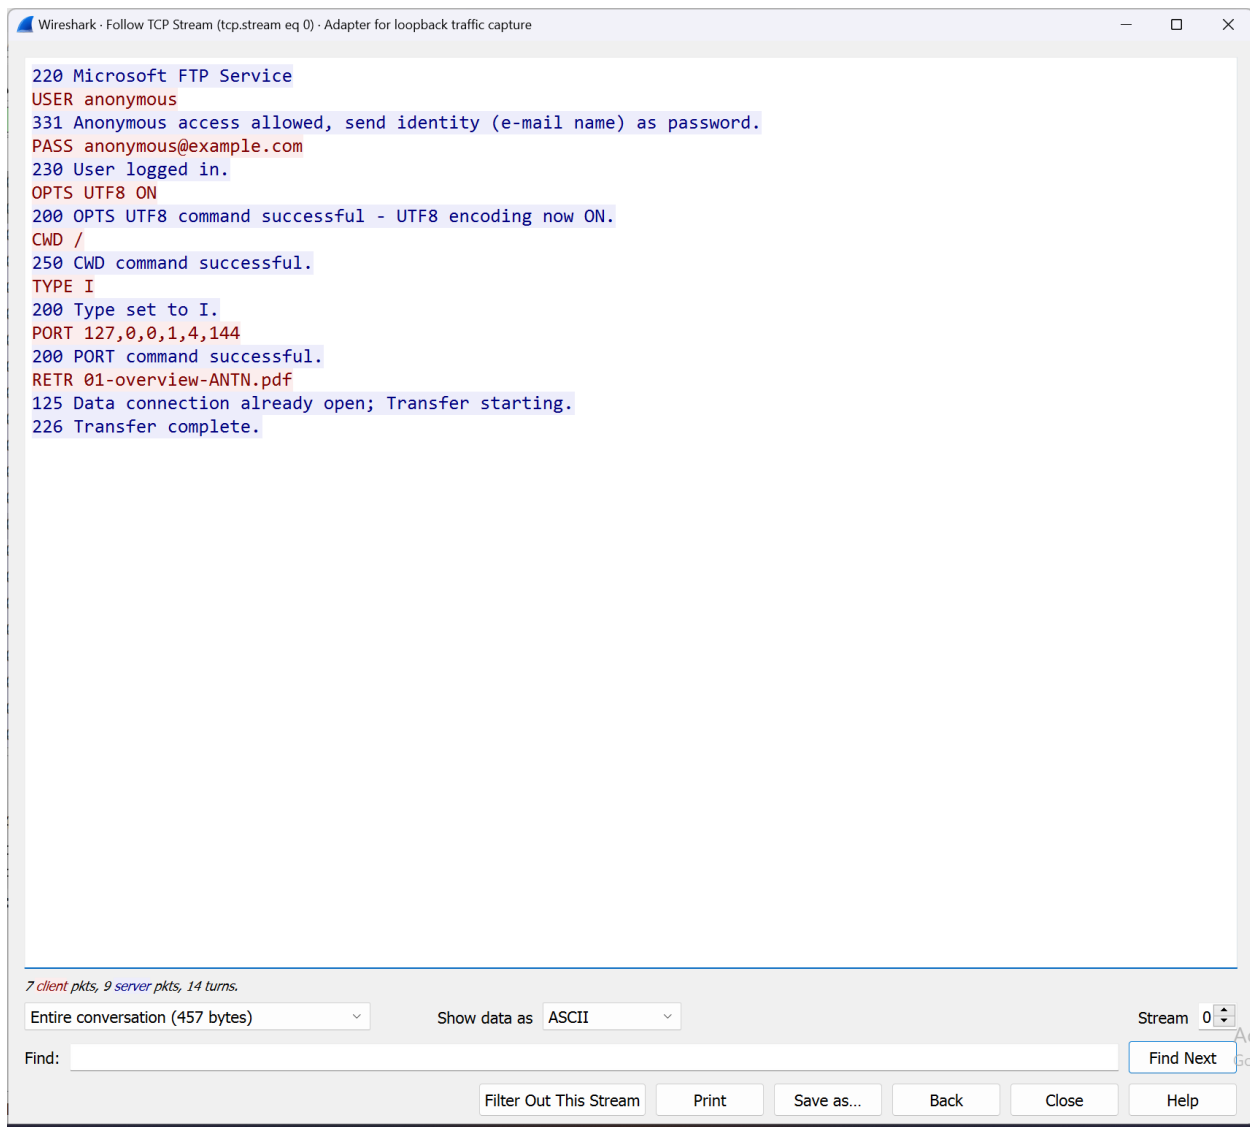 Wireshark · Follow TCP Stream (tcp.stream eq 0) · Adapter for loopback traffic capture
220 Microsoft FTP Service
USER anonymous
331 Anonymous access allowed, send identity (e-mail name) as password.
PASS anonymous@example.com
230 User logged in.
OPTS UTF8 ON
200 OPTS UTF8 command successful - UTF8 encoding now ON.
CWD /
250 CWD command successful.
TYPE I
200 Type set to I.
PORT 127,0,0,1,4,144
200 PORT command successful.
RETR 01-overview-ANTN.pdf
125 Data connection already open; Transfer starting.
226 Transfer complete.
7 client pkts, 9 server pkts, 14 turns.
Entire conversation (457 bytes) Show data as ASCII Stream 0
Find: Find Next
Filter Out This Stream Print Save as... Back Close Help